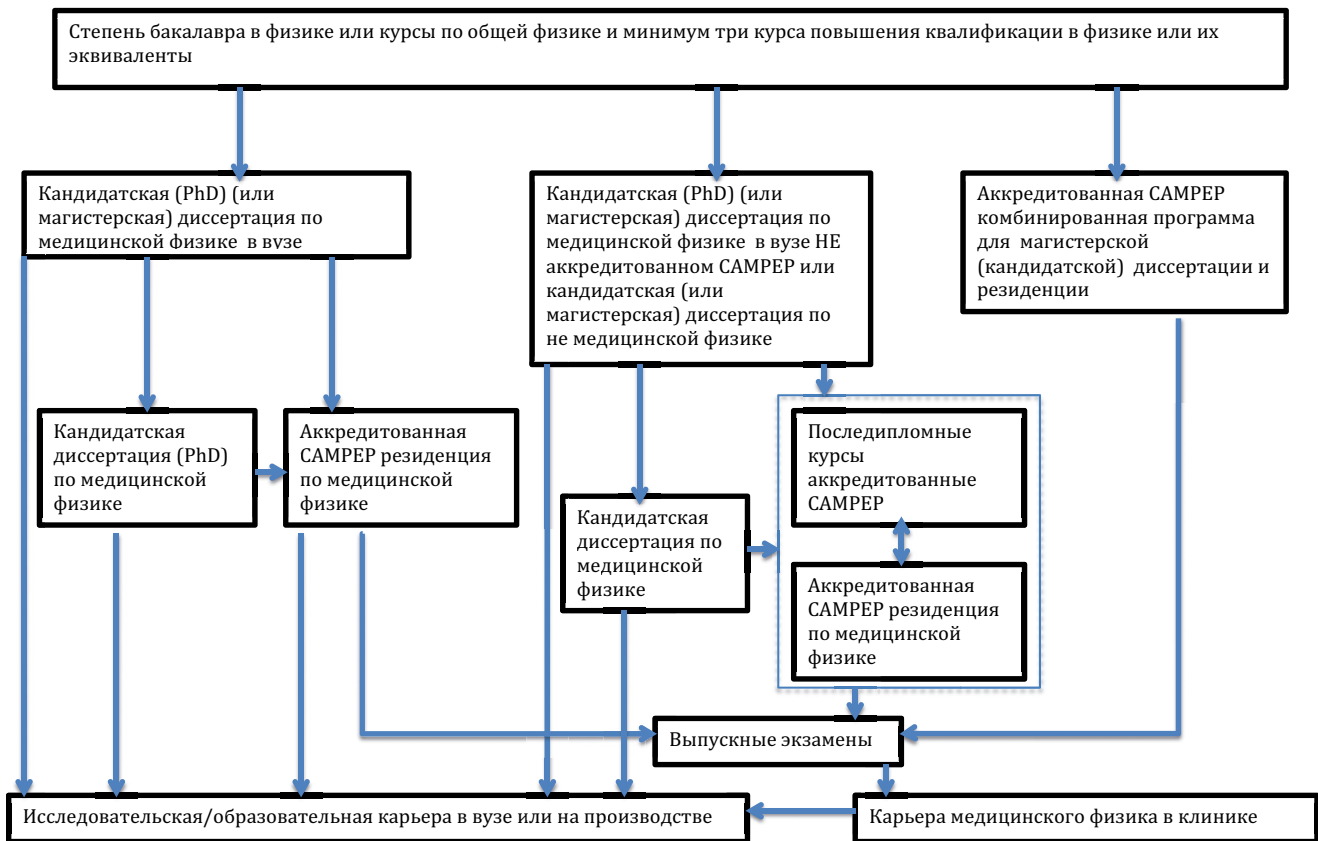 Степень бакалавра в физике или курсы по общей физике и минимум три курса повышения квалификации в физике или их
эквиваленты
Кандидатская (PhD) (или
магистерская) диссертация по
медицинской физике в вузе
Кандидатская (PhD) (или
магистерская) диссертация по
медицинской физике в вузе НЕ
аккредитованном CAMPEP или
кандидатская (или
магистерская) диссертация по
не медицинской физике
Аккредитованная CAMPEP
комбинированная программа
для магистерской
(кандидатской) диссертации и
резиденции
Кандидатская
диссертация (PhD)
по медицинской
физике
Аккредитованная
CAMPEP резиденция
по медицинской
физике
Кандидатская
диссертация по
медицинской
физике
Последипломные
курсы
аккредитованные
CAMPEP
Аккредитованная
CAMPEP резиденция
по медицинской
физике
Выпускные экзамены
Исследовательская/образовательная карьера в вузе или на производстве
Карьера медицинского физика в клинике